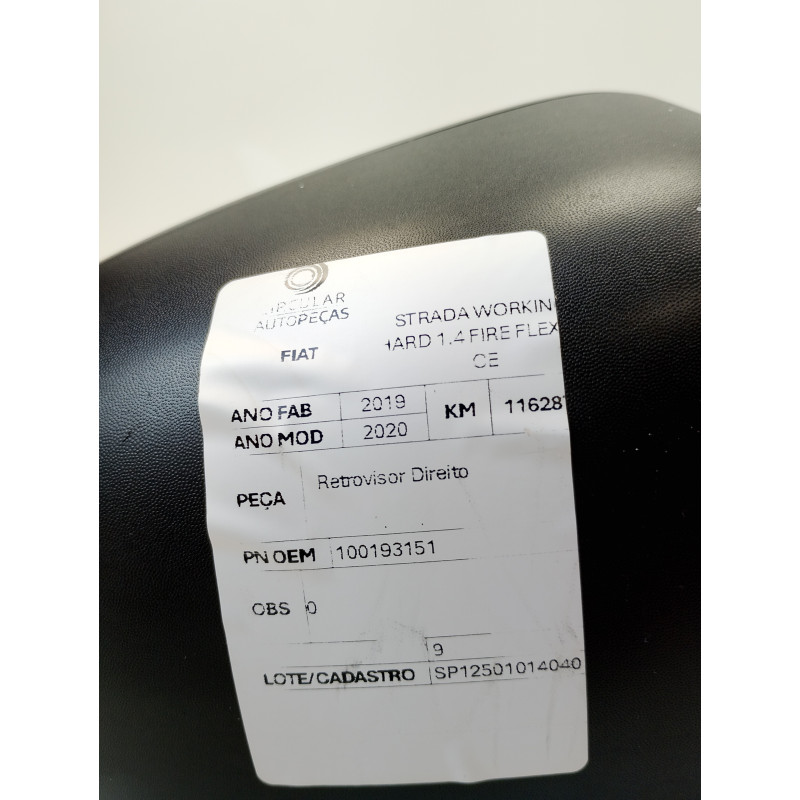 CIRCULAR
AUTOPEÇAS
FIAT
STRADA WORKIN
HARD 1.4 FIRE FLEX
CE
ANO FAB 2019
ANO MOD 2020
KM 11628
PEÇA Retrovisor Direito
PN OEM 100193151
OBS 0
9
LOTE/CADASTRO SP12501014040